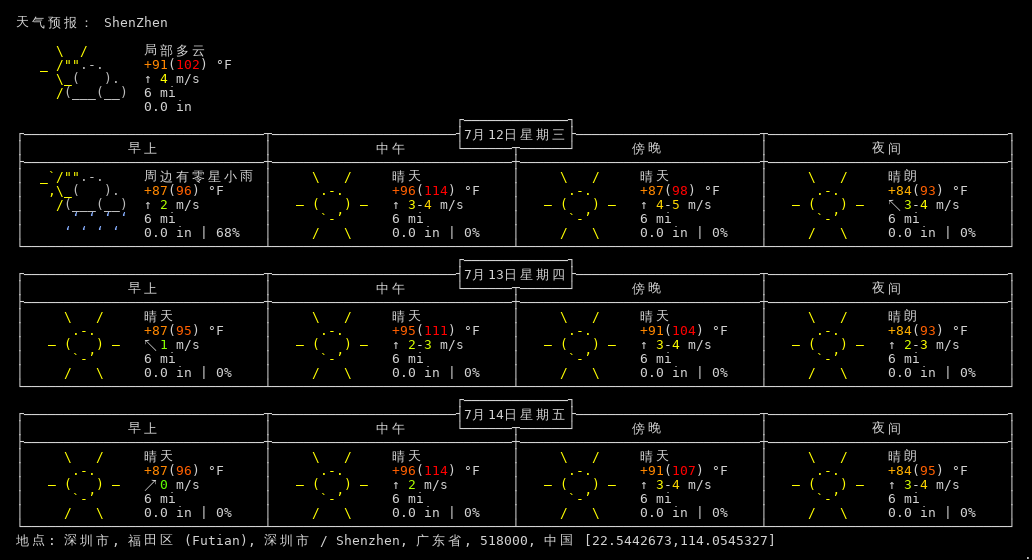 天气预报： ShenZhen
局部多云
+91(102) °F
↑ 4 m/s
6 mi
0.0 in
7月12日星期三
早上 中午 傍晚 夜间
周边有零星小雨 晴天 晴天 晴朗
+87(96) °F +96(114) °F +87(98) °F +84(93) °F
↑ 2 m/s ↑ 3-4 m/s ↑ 4-5 m/s ↖ 3-4 m/s
6 mi 6 mi 6 mi 6 mi
0.0 in | 68% 0.0 in | 0% 0.0 in | 0% 0.0 in | 0%
7月13日星期四
早上 中午 傍晚 夜间
晴天 晴天 晴天 晴朗
+87(95) °F +95(111) °F +91(104) °F +84(93) °F
↖ 1 m/s ↑ 2-3 m/s ↑ 3-4 m/s ↑ 2-3 m/s
6 mi 6 mi 6 mi 6 mi
0.0 in | 0% 0.0 in | 0% 0.0 in | 0% 0.0 in | 0%
7月14日星期五
早上 中午 傍晚 夜间
晴天 晴天 晴天 晴朗
+87(96) °F +96(114) °F +91(107) °F +84(95) °F
↗ 0 m/s ↑ 2 m/s ↑ 3-4 m/s ↑ 3-4 m/s
6 mi 6 mi 6 mi 6 mi
0.0 in | 0% 0.0 in | 0% 0.0 in | 0% 0.0 in | 0%
地点: 深圳市, 福田区 (Futian), 深圳市 / Shenzhen, 广东省, 518000, 中国 [22.5442673,114.0545327]